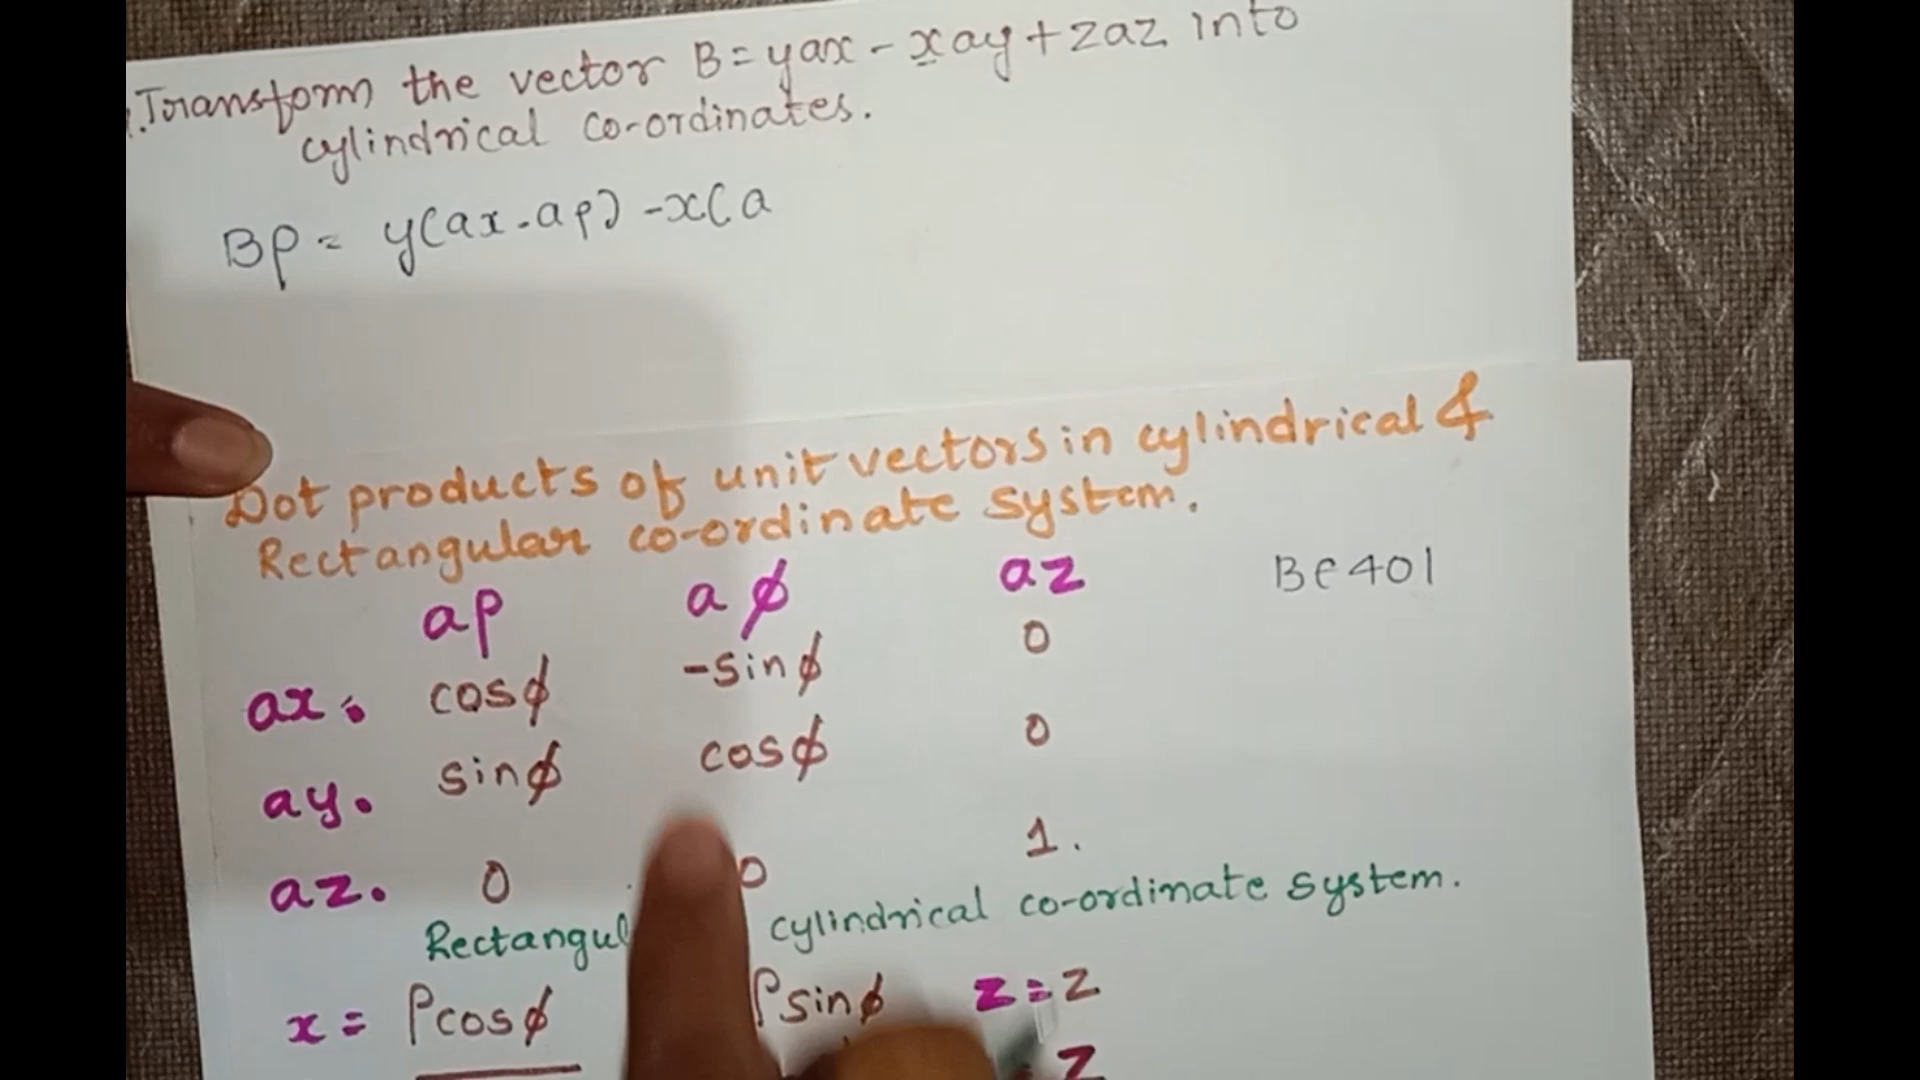 .Transform the vector B=yax-xay+zaz into
cylindrical co-ordinates.
Bρ = y(ax.aρ) -x(a
Dot products of unit vectors in cylindrical &
Rectangular co-ordinate system.
aρ aϕ az
Be401
ax. cosϕ -sinϕ 0
ay. sinϕ cosϕ 0
az. 0 0 1.
cylindrical co-ordinate system.
x = ρcosϕ ρsinϕ z=z
z